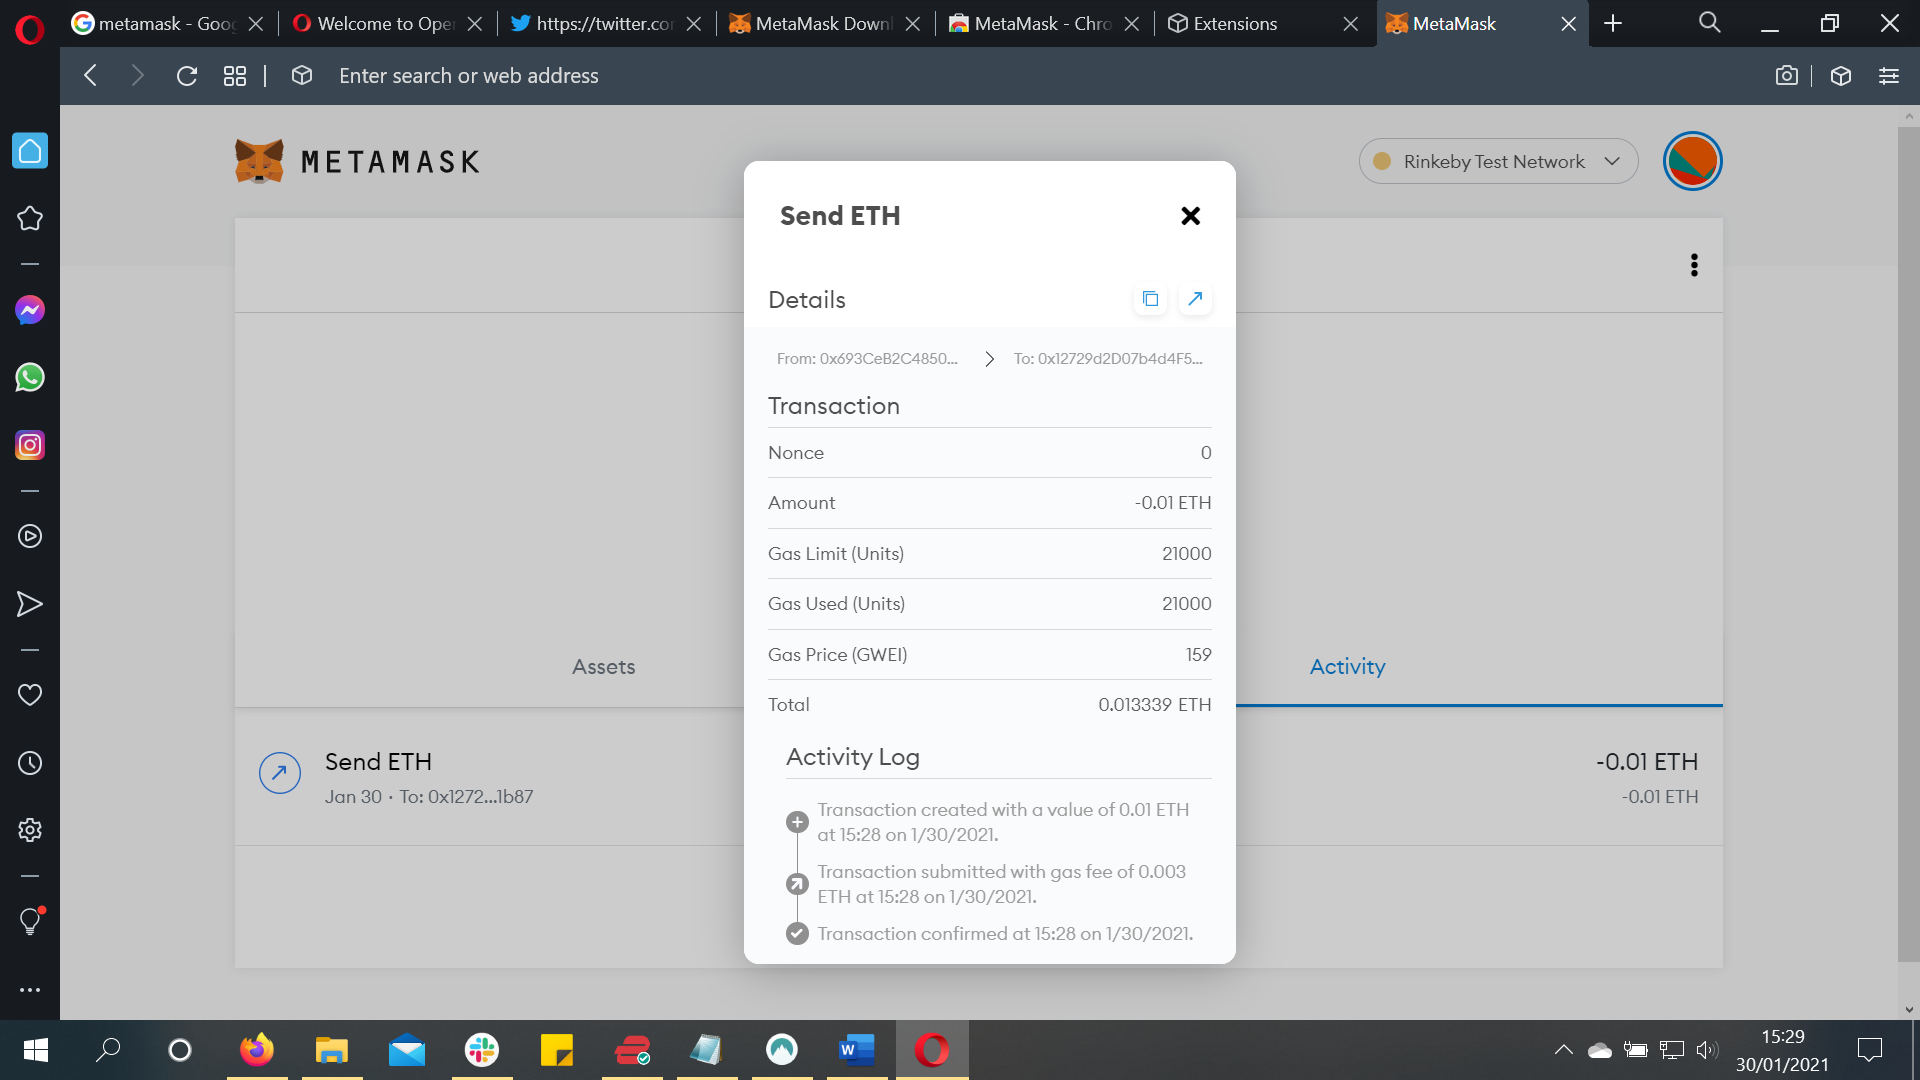 metamask - Goog
Welcome to Oper
https://twitter.cor
MetaMask Downl
MetaMask - Chro
Extensions
MetaMask
Enter search or web address
METAMASK
Rinkeby Test Network
Send ETH
Details
From: 0x693CeB2C4850...
To: 0x12729d2D07b4d4F5...
Transaction
Nonce 0
Amount -0.01 ETH
Gas Limit (Units) 21000
Gas Used (Units) 21000
Gas Price (GWEI) 159
Total 0.013339 ETH
Assets
Activity
Activity Log
Transaction created with a value of 0.01 ETH
at 15:28 on 1/30/2021.
Transaction submitted with gas fee of 0.003
ETH at 15:28 on 1/30/2021.
Transaction confirmed at 15:28 on 1/30/2021.
Send ETH
Jan 30 · To: 0x1272...1b87
-0.01 ETH
-0.01 ETH
W
15:29
30/01/2021